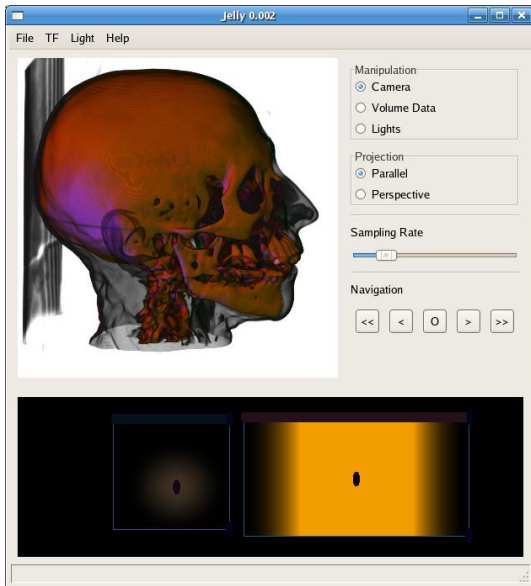 Jelly 0.002
File TF Light Help
Manipulation
Camera
Volume Data
Lights
Projection
Parallel
Perspective
Sampling Rate
Navigation
<< < O > >>